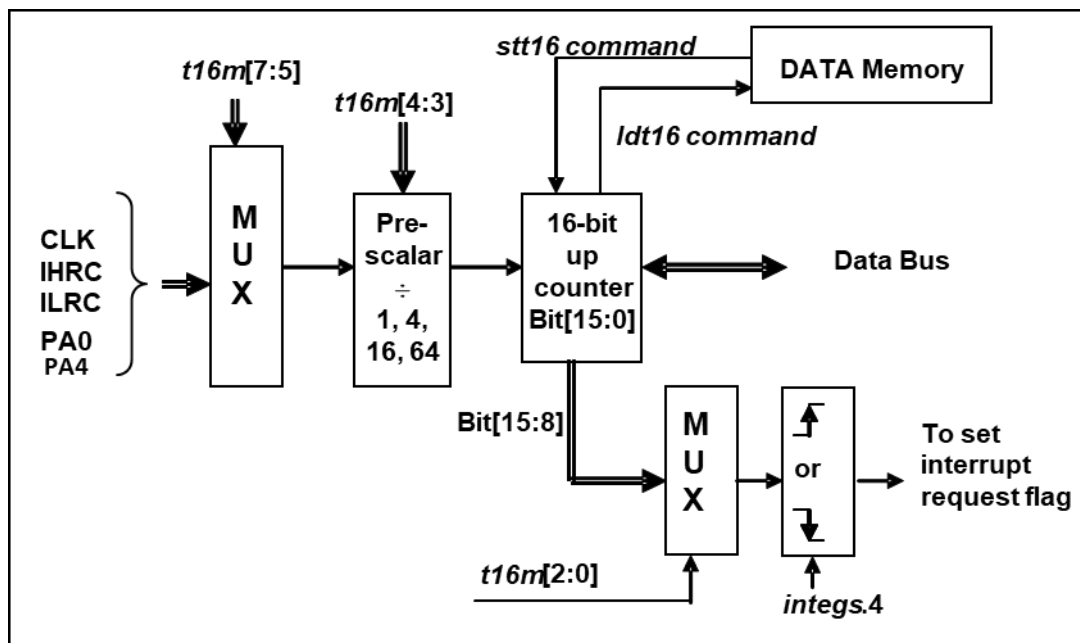 stt16 command
DATA Memory
t16m[7:5]
t16m[4:3]
ldt16 command
M
U
X
Pre-
scalar
÷
1, 4,
16, 64
16-bit
up
counter
Bit[15:0]
CLK
IHRC
ILRC
PA0
PA4
Data Bus
Bit[15:8]
M
U
X
or
To set
interrupt
request flag
t16m[2:0]
integs.4